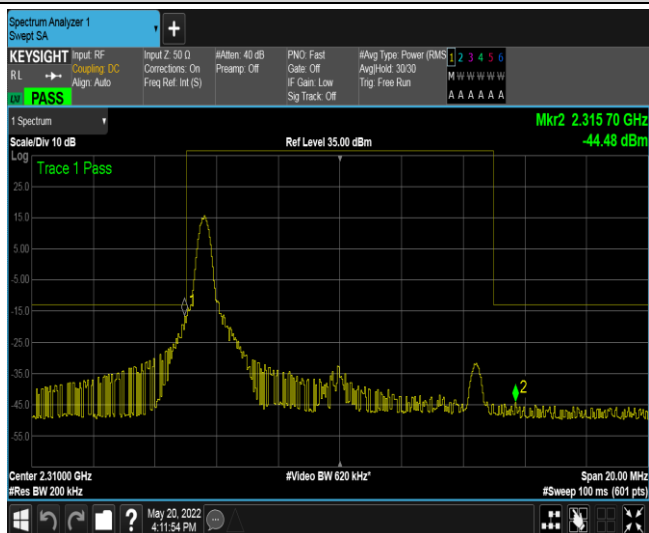 Spectrum Analyzer 1
Swept SA
+
KEYSIGHT
RL
LXI
PASS
Input: RF
Coupling: DC
Align: Auto
Input Z: 50 Ω
Corrections: On
Freq Ref: Int (S)
#Atten: 40 dB
Preamp: Off
PNO: Fast
Gate: Off
IF Gain: Low
Sig Track: Off
#Avg Type: Power (RMS
Avg|Hold: 30/30
Trig: Free Run
1 2 3 4 5 6
M W W W W W
A A A A A A
1 Spectrum
Mkr2 2.315 70 GHz
-44.48 dBm
Scale/Div 10 dB
Ref Level 35.00 dBm
Log
Trace 1 Pass
25.0
15.0
5.00
-5.00
-15.0
1
-25.0
-35.0
2
-45.0
-55.0
Center 2.31000 GHz
#Video BW 620 kHz*
Span 20.00 MHz
#Res BW 200 kHz
#Sweep 100 ms (601 pts)
?
May 20, 2022
4:11:54 PM